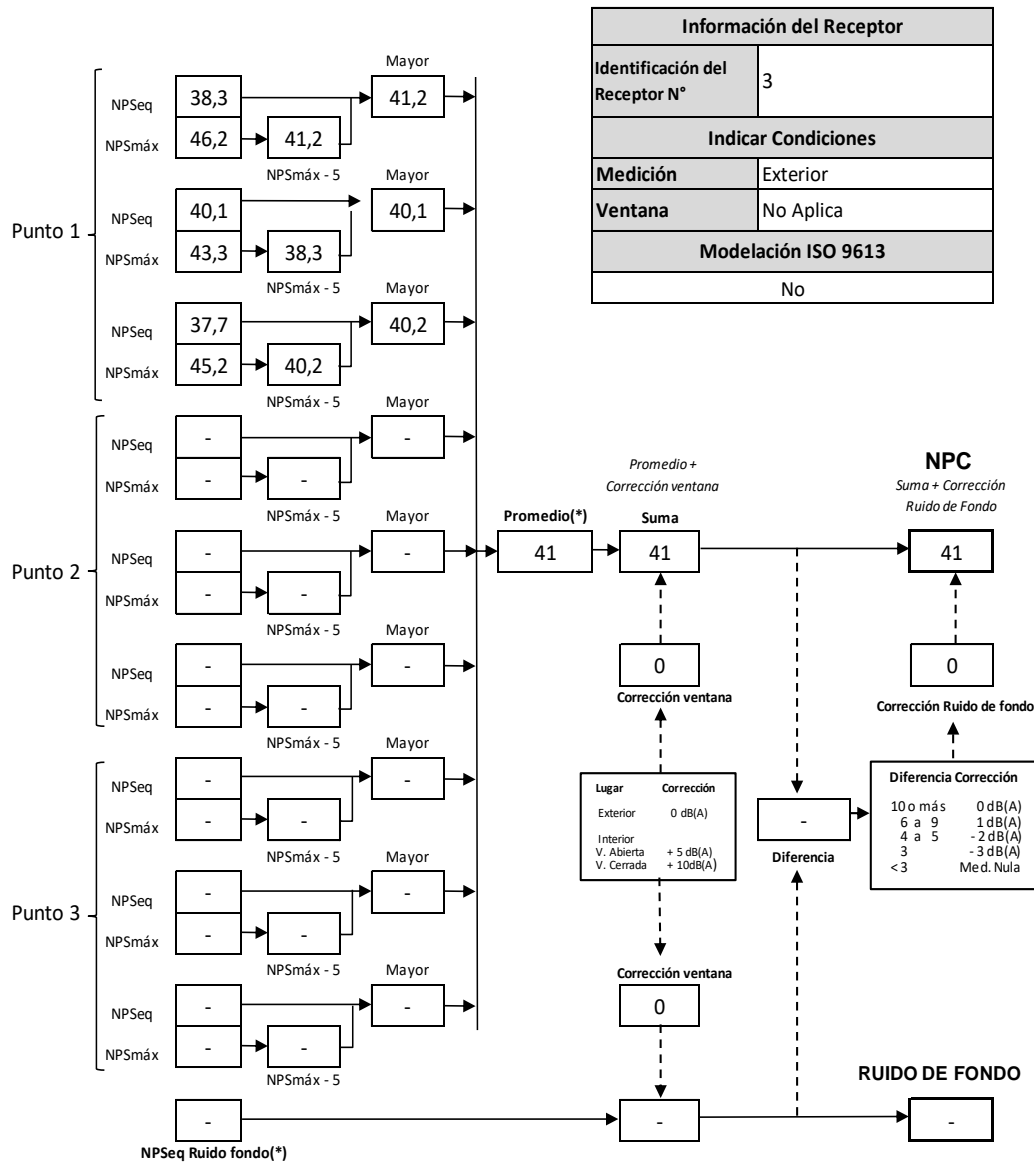 Información del Receptor
Identificación del
Receptor N°
3
Indicar Condiciones
Medición
Exterior
Ventana
No Aplica
Modelación ISO 9613
No
Punto 1
Mayor
NPSeq
38,3
41,2
NPSmáx
46,2
41,2
NPSmáx - 5
Mayor
NPSeq
40,1
40,1
NPSmáx
43,3
38,3
NPSmáx - 5
Mayor
NPSeq
37,7
40,2
NPSmáx
45,2
40,2
NPSmáx - 5
Punto 2
Mayor
NPSeq
-
-
NPSmáx
-
-
NPSmáx - 5
Mayor
NPSeq
-
-
NPSmáx
-
-
NPSmáx - 5
Mayor
NPSeq
-
-
NPSmáx
-
-
NPSmáx - 5
Punto 3
Mayor
NPSeq
-
-
NPSmáx
-
-
NPSmáx - 5
Mayor
NPSeq
-
-
NPSmáx
-
-
NPSmáx - 5
Mayor
NPSeq
-
-
NPSmáx
-
-
NPSmáx - 5
-
NPSeq Ruido fondo(*)
Promedio(*)
41
Promedio +
Corrección ventana
Suma
41
0
Corrección ventana
Lugar Corrección
Exterior 0 dB(A)
Interior
V. Abierta + 5 dB(A)
V. Cerrada + 10dB(A)
Corrección ventana
0
-
-
Diferencia
NPC
Suma + Corrección
Ruido de Fondo
41
0
Corrección Ruido de fondo
Diferencia Corrección
10 o más 0 dB(A)
6 a 9 1 dB(A)
4 a 5 - 2 dB(A)
3 - 3 dB(A)
< 3 Med. Nula
RUIDO DE FONDO
-